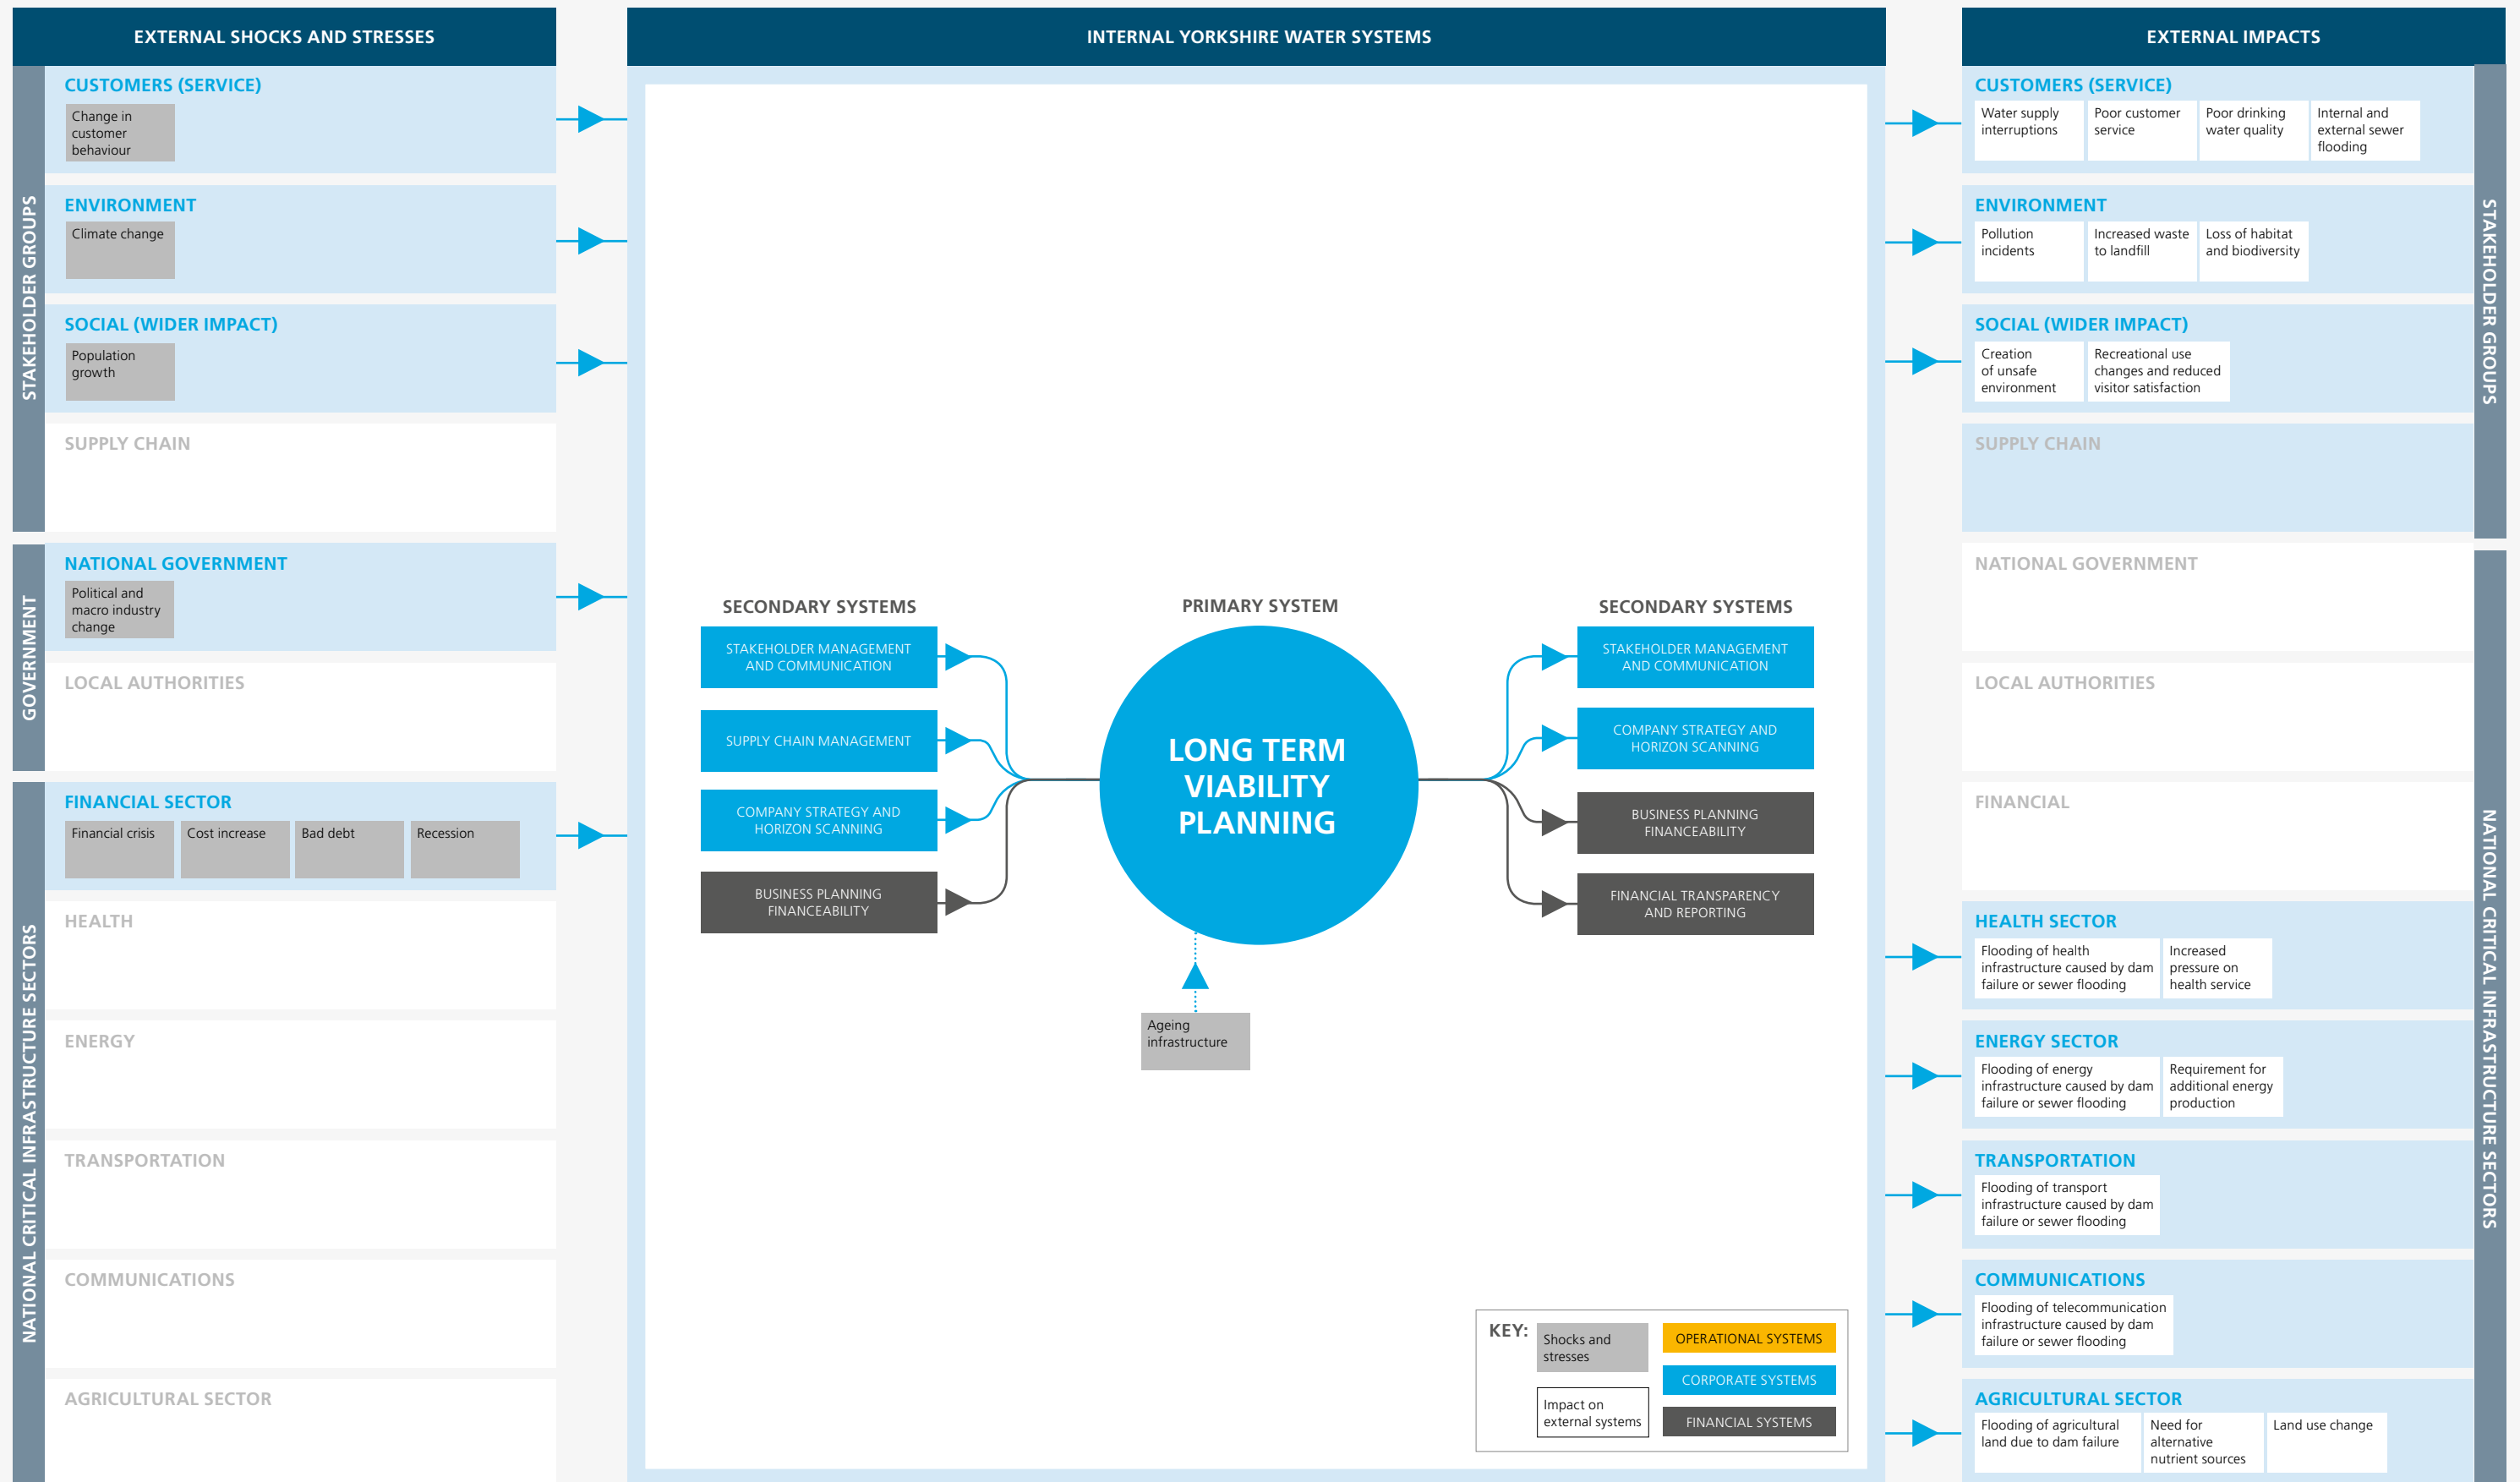 EXTERNAL SHOCKS AND STRESSES
STAKEHOLDER GROUPS
CUSTOMERS (SERVICE)
Change in
customer
behaviour
ENVIRONMENT
Climate change
SOCIAL (WIDER IMPACT)
Population
growth
SUPPLY CHAIN
GOVERNMENT
NATIONAL GOVERNMENT
Political and
macro industry
change
LOCAL AUTHORITIES
NATIONAL CRITICAL INFRASTRUCTURE SECTORS
FINANCIAL SECTOR
Financial crisis
Cost increase
Bad debt
Recession
HEALTH
ENERGY
TRANSPORTATION
COMMUNICATIONS
AGRICULTURAL SECTOR
INTERNAL YORKSHIRE WATER SYSTEMS
SECONDARY SYSTEMS
STAKEHOLDER MANAGEMENT
AND COMMUNICATION
SUPPLY CHAIN MANAGEMENT
COMPANY STRATEGY AND
HORIZON SCANNING
BUSINESS PLANNING
FINANCEABILITY
PRIMARY SYSTEM
LONG TERM
VIABILITY
PLANNING
Ageing
infrastructure
SECONDARY SYSTEMS
STAKEHOLDER MANAGEMENT
AND COMMUNICATION
COMPANY STRATEGY AND
HORIZON SCANNING
BUSINESS PLANNING
FINANCEABILITY
FINANCIAL TRANSPARENCY
AND REPORTING
KEY:
Shocks and
stresses
Impact on
external systems
OPERATIONAL SYSTEMS
CORPORATE SYSTEMS
FINANCIAL SYSTEMS
EXTERNAL IMPACTS
STAKEHOLDER GROUPS
CUSTOMERS (SERVICE)
Water supply
interruptions
Poor customer
service
Poor drinking
water quality
Internal and
external sewer
flooding
ENVIRONMENT
Pollution
incidents
Increased waste
to landfill
Loss of habitat
and biodiversity
SOCIAL (WIDER IMPACT)
Creation
of unsafe
environment
Recreational use
changes and reduced
visitor satisfaction
SUPPLY CHAIN
NATIONAL CRITICAL INFRASTRUCTURE SECTORS
NATIONAL GOVERNMENT
LOCAL AUTHORITIES
FINANCIAL
HEALTH SECTOR
Flooding of health
infrastructure caused by dam
failure or sewer flooding
Increased
pressure on
health service
ENERGY SECTOR
Flooding of energy
infrastructure caused by dam
failure or sewer flooding
Requirement for
additional energy
production
TRANSPORTATION
Flooding of transport
infrastructure caused by dam
failure or sewer flooding
COMMUNICATIONS
Flooding of telecommunication
infrastructure caused by dam
failure or sewer flooding
AGRICULTURAL SECTOR
Flooding of agricultural
land due to dam failure
Need for
alternative
nutrient sources
Land use change